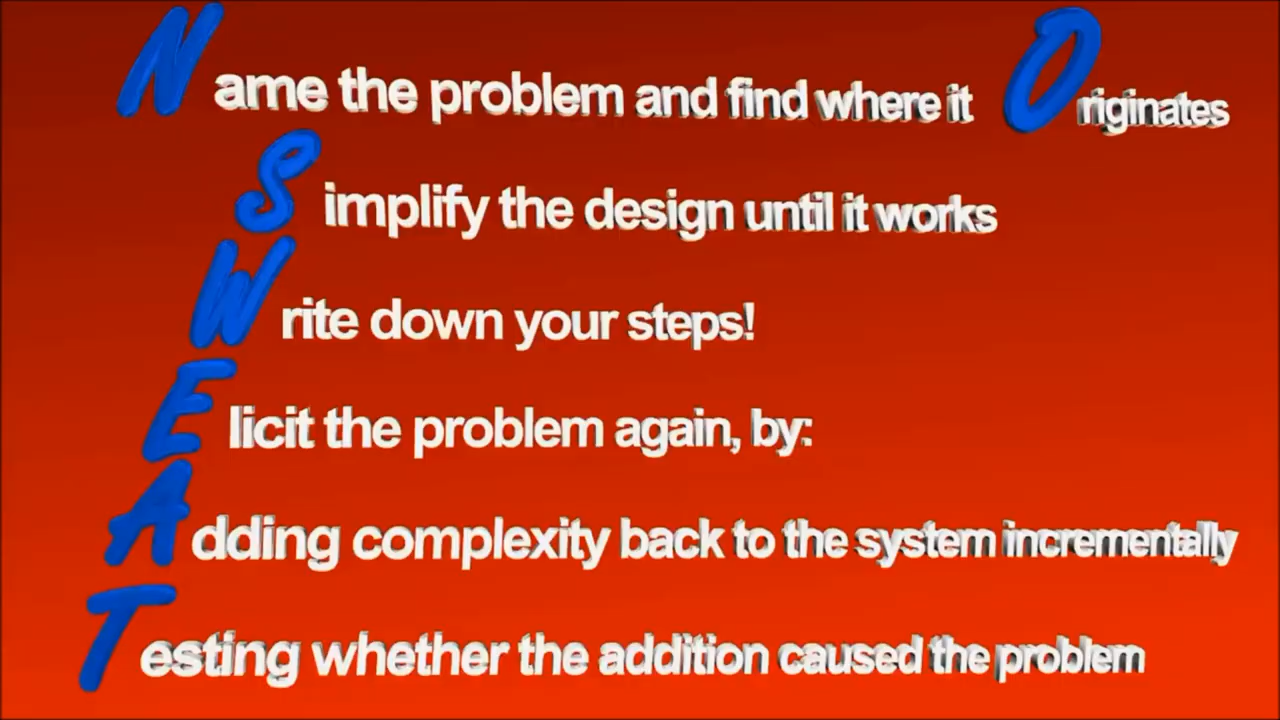 Name the problem and find where it Originates
Simplify the design until it works
Write down your steps!
Elicit the problem again, by:
Adding complexity back to the system incrementally
Testing whether the addition caused the problem